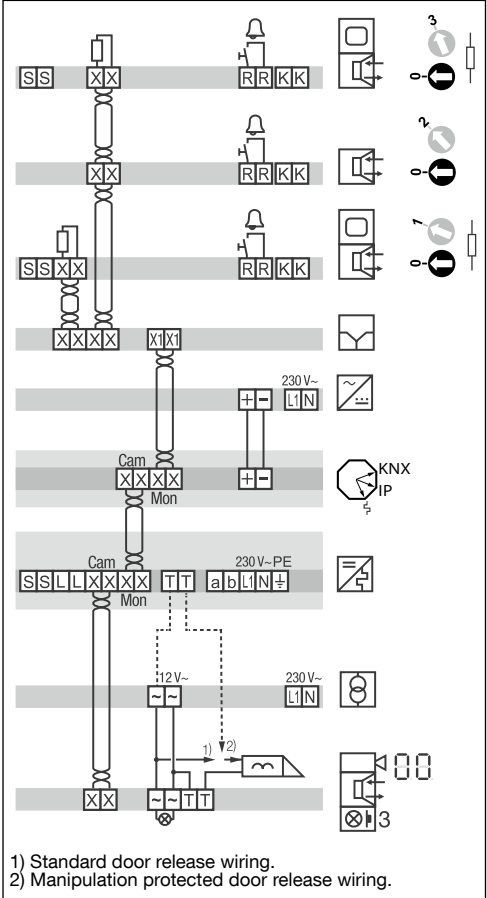 3
S S X X R R K K 0
2
X X R R K K 0
1
S S X X R R K K 0
X X X X X1 X1
230 V~
+ - L1 N
Cam
X X X X + - KNX
IP
Mon
Cam 230 V~ PE
S S L L X X X X T T a b L1 N
Mon
12 V~ 230 V~
~ ~ L1 N
1) 2)
00
X X ~ ~ T T 3
1) Standard door release wiring.
2) Manipulation protected door release wiring.